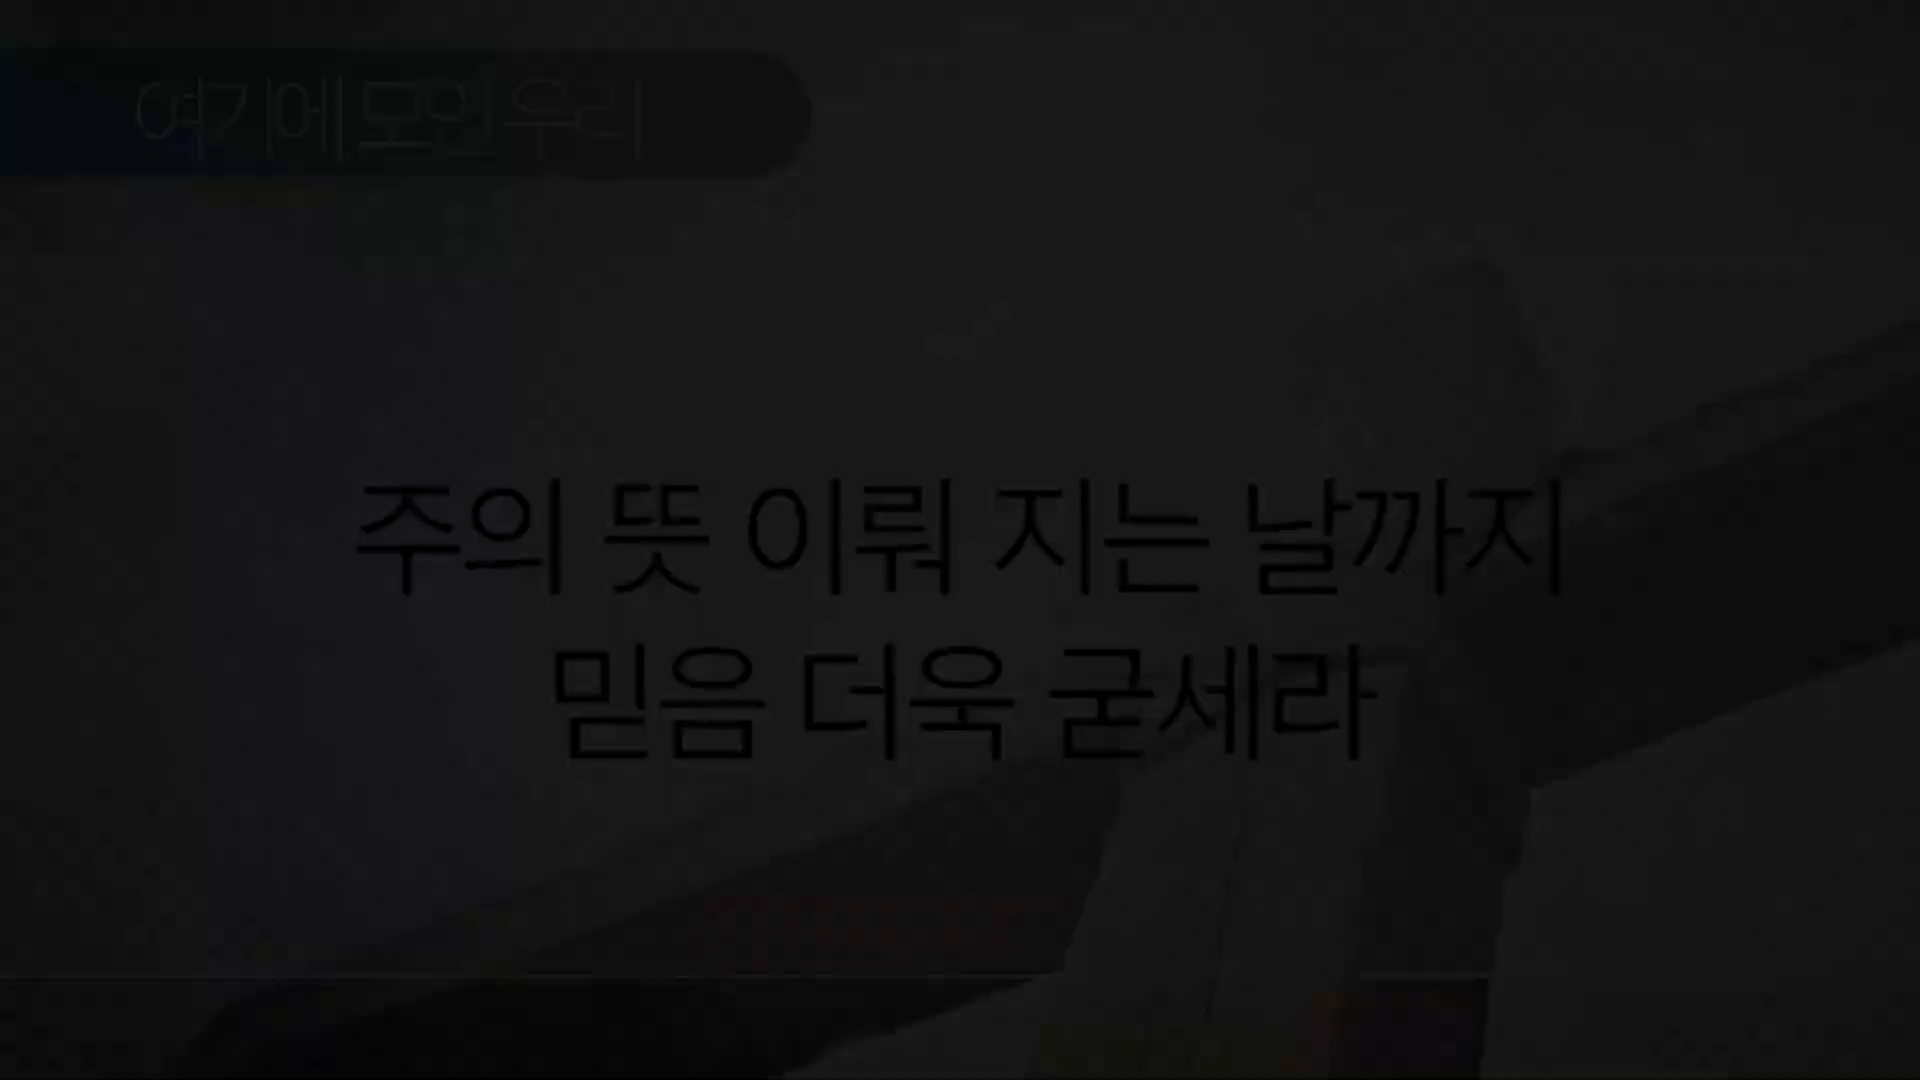 여기에 모인 우리
주의 뜻 이뤄 지는 날까지
믿음 더욱 굳세라